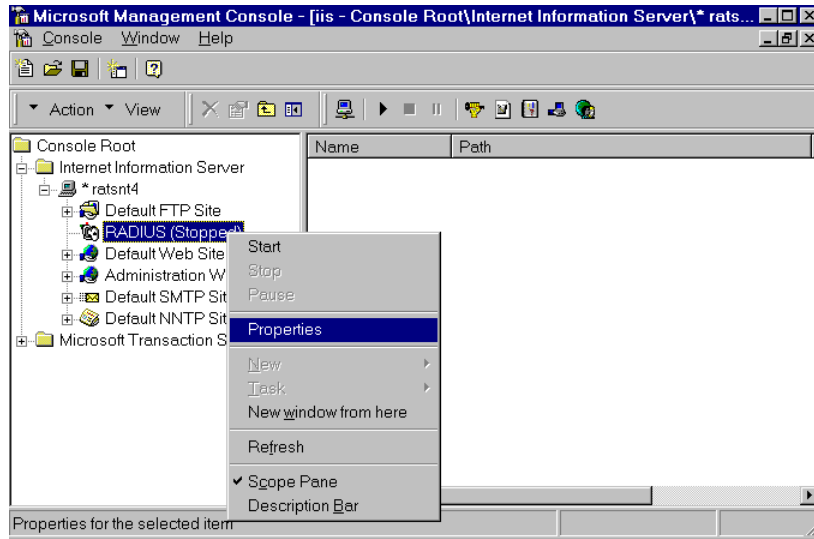 Microsoft Management Console - [iis - Console Root\Internet Information Server\* rats...
Console Window Help
Action View
Console Root
Internet Information Server
* ratsnt4
Default FTP Site
RADIUS (Stopped)
Default Web Site
Administration W
Default SMTP Sit
Default NNTP Sit
Microsoft Transaction S
Name Path
Start
Stop
Pause
Properties
New
Task
New window from here
Refresh
Scope Pane
Description Bar
Properties for the selected item